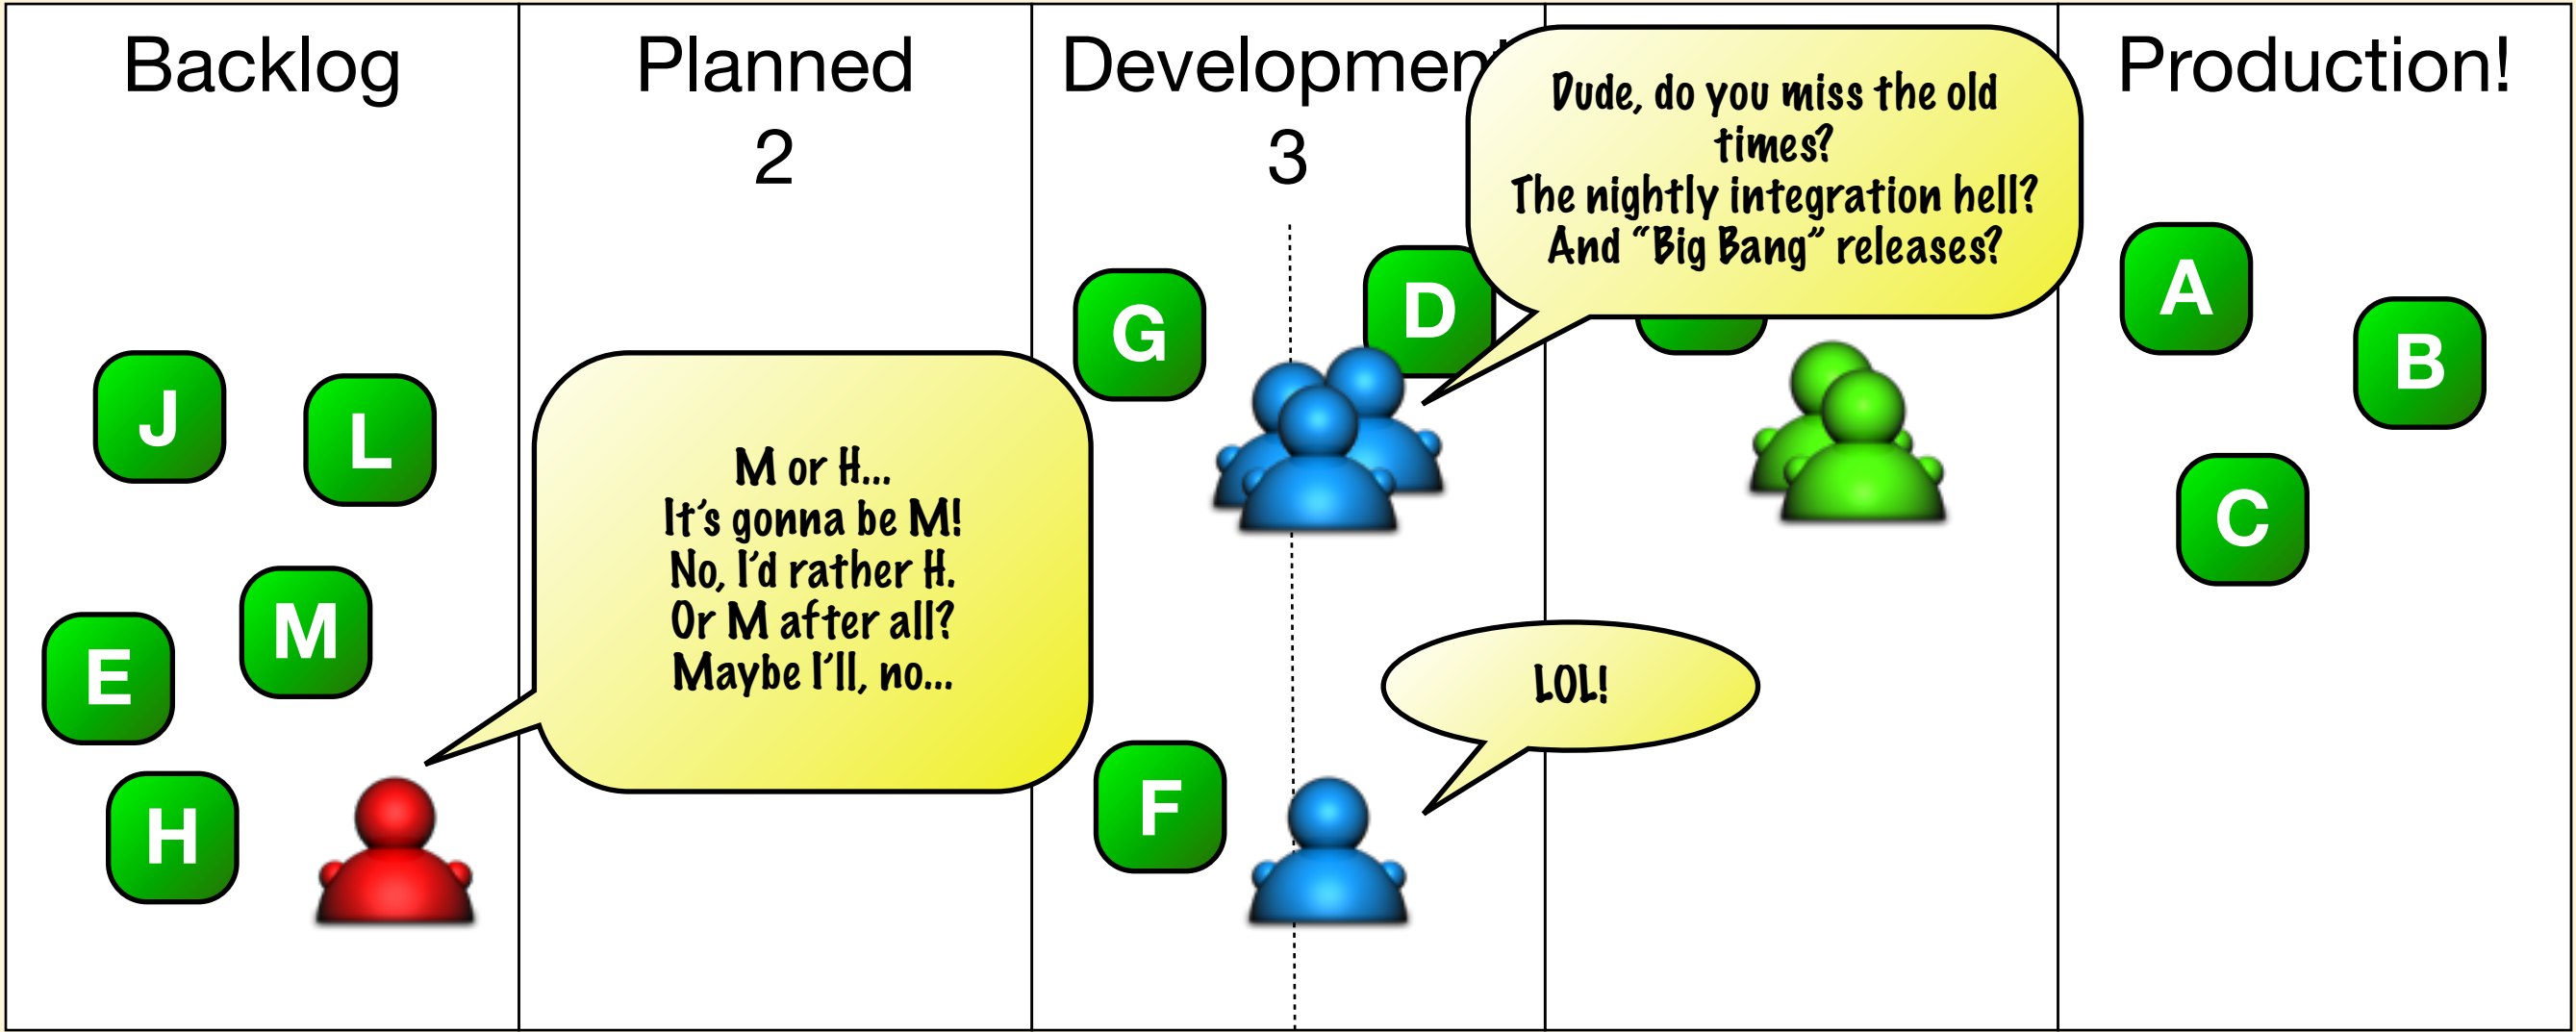 Backlog
Planned
2
Development
3
Production!
Dude, do you miss the old
times?
The nightly integration hell?
And “Big Bang” releases?
G
D
A
B
C
J
L
M
E
H
M or H...
It’s gonna be M!
No, I’d rather H.
Or M after all?
Maybe I’ll, no...
LOL!
F